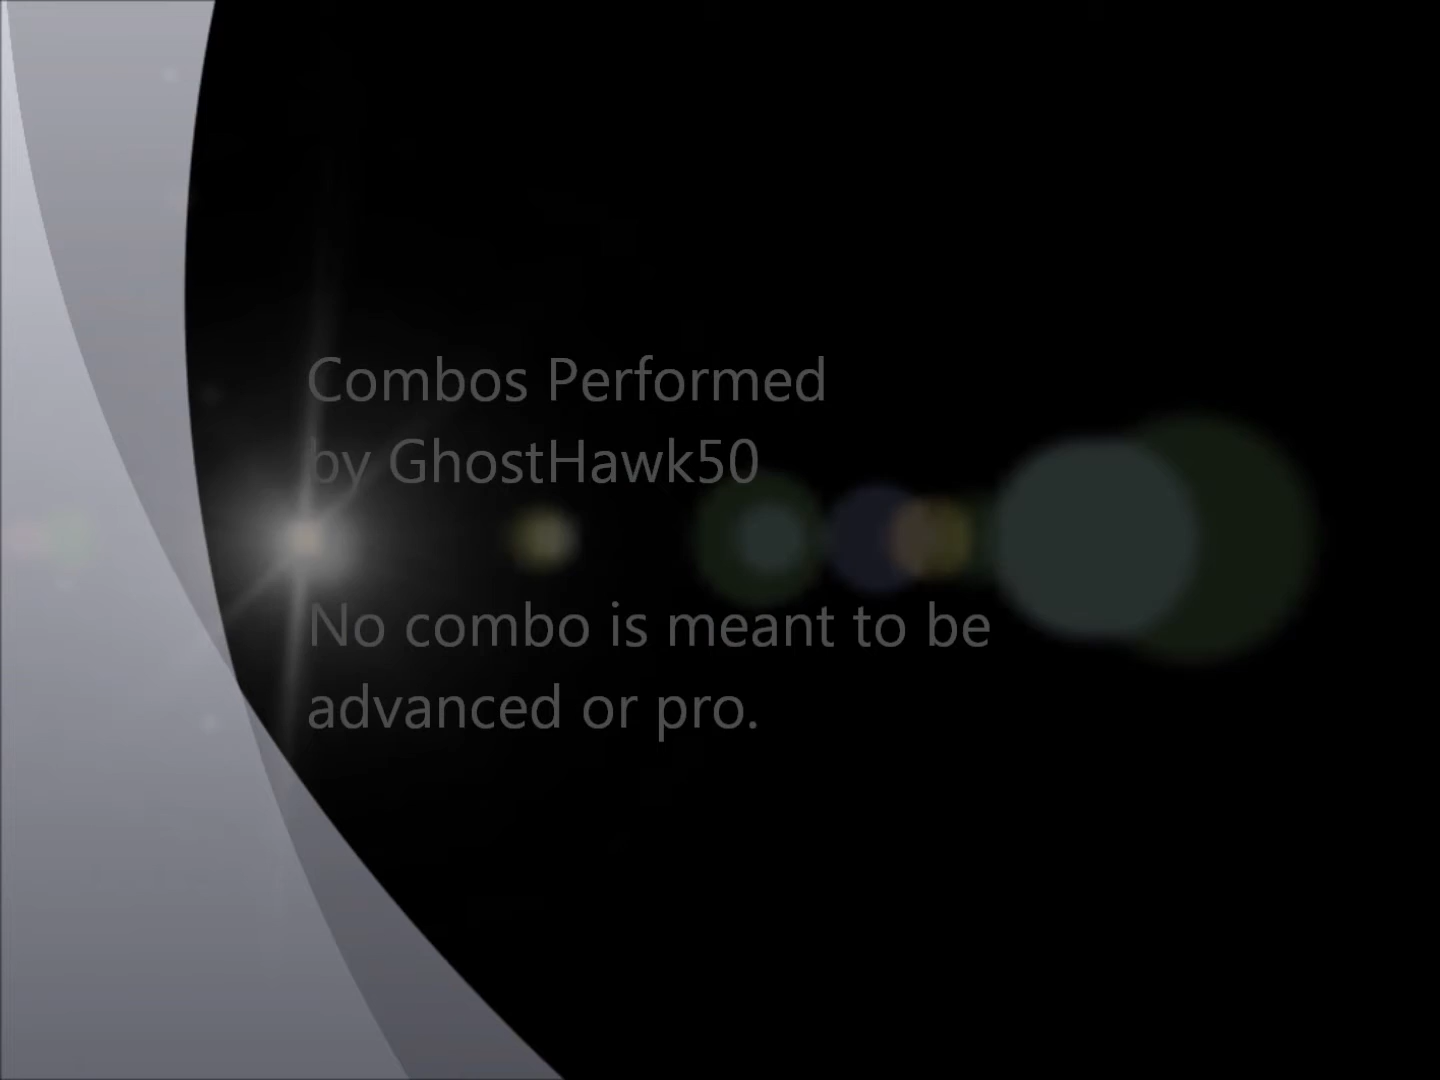 Combos Performed
by GhostHawk50
No combo is meant to be
advanced or pro.